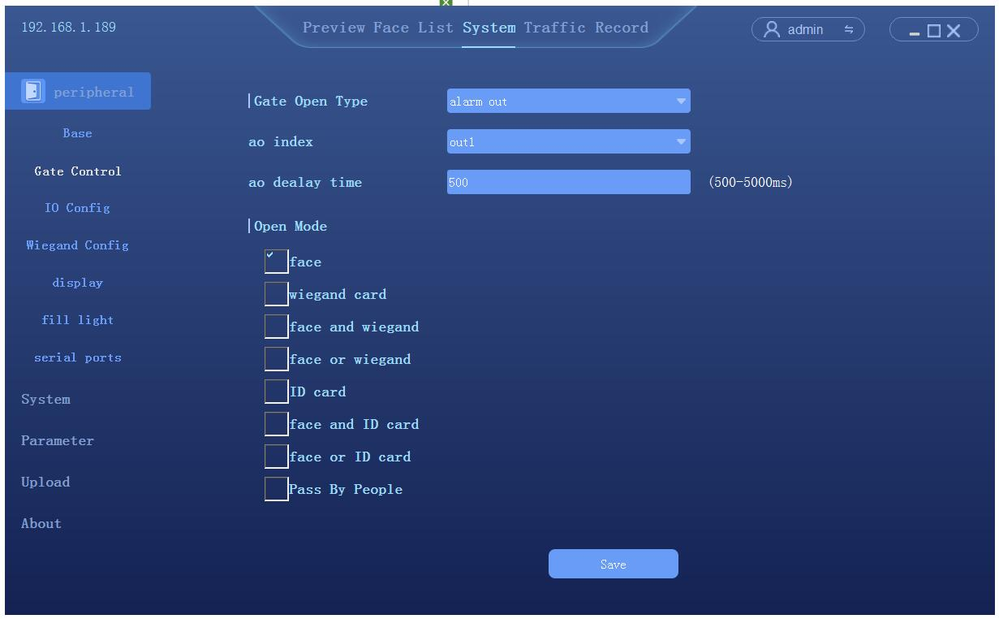 192.168.1.189
Preview Face List System Traffic Record
admin
peripheral
Base
Gate Control
IO Config
Wiegand Config
display
fill light
serial ports
System
Parameter
Upload
About
Gate Open Type alarm out
ao index out1
ao dealay time 500 (500-5000ms)
Open Mode
face
wiegand card
face and wiegand
face or wiegand
ID card
face and ID card
face or ID card
Pass By People
Save